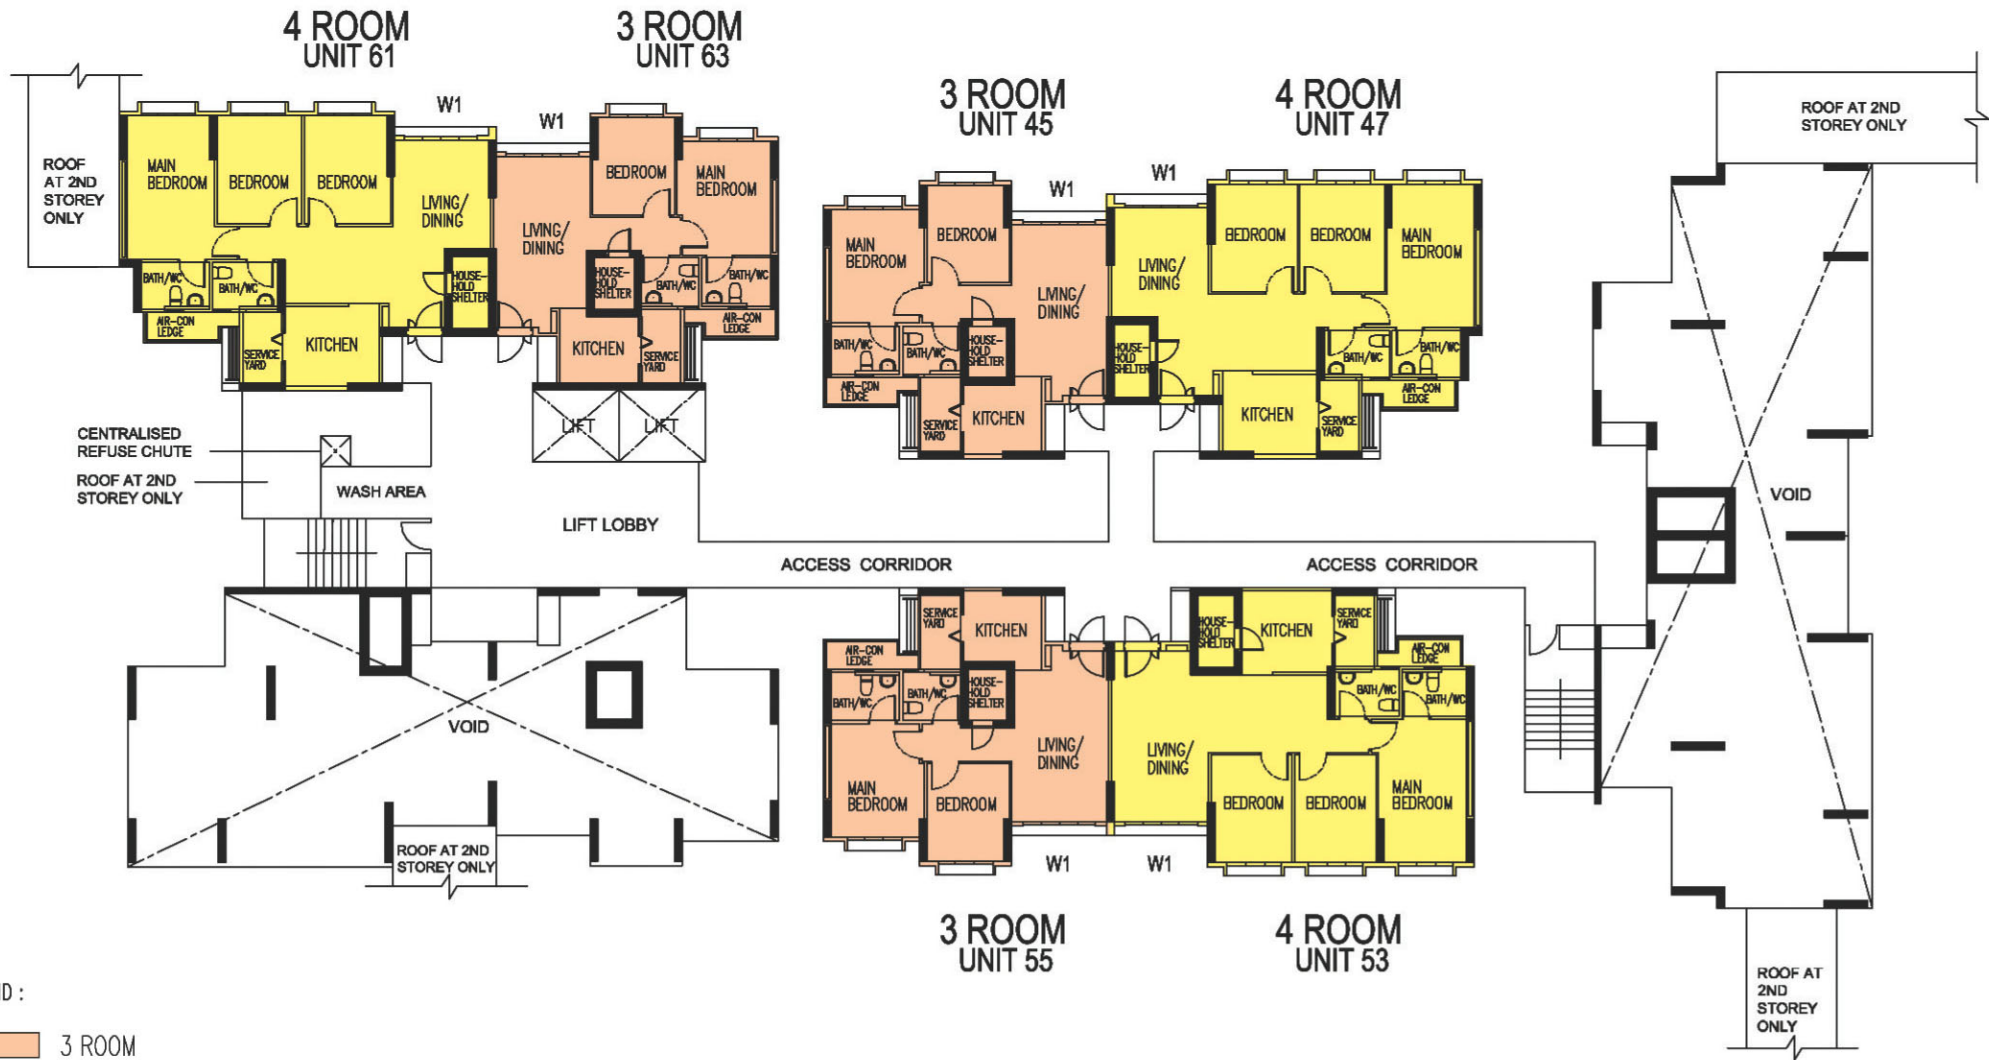 4 ROOM
UNIT 61
3 ROOM
UNIT 63
3 ROOM
UNIT 45
4 ROOM
UNIT 47
ROOF AT 2ND
STOREY ONLY
W1
W1
W1
W1
ROOF
AT 2ND
STOREY
ONLY
MAIN
BEDROOM
BEDROOM
BEDROOM
LIVING/
DINING
BATH/WC
BATH/WC
HOUSE-
HOLD
SHELTER
AIR-CON
LEDGE
SERVICE
YARD
KITCHEN
LIVING/
DINING
BEDROOM
MAIN
BEDROOM
HOUSE-
HOLD
SHELTER
BATH/WC
BATH/WC
AIR-CON
LEDGE
KITCHEN
SERVICE
YARD
MAIN
BEDROOM
BEDROOM
LIVING/
DINING
BATH/WC
BATH/WC
HOUSE-
HOLD
SHELTER
AIR-CON
LEDGE
SERVICE
YARD
KITCHEN
LIVING/
DINING
BEDROOM
BEDROOM
MAIN
BEDROOM
HOUSE-
HOLD
SHELTER
BATH/WC
BATH/WC
AIR-CON
LEDGE
KITCHEN
SERVICE
YARD
LIFT
LIFT
CENTRALISED
REFUSE CHUTE
ROOF AT 2ND
STOREY ONLY
WASH AREA
LIFT LOBBY
ACCESS CORRIDOR
ACCESS CORRIDOR
VOID
VOID
ROOF AT 2ND
STOREY ONLY
SERVICE
YARD
KITCHEN
AIR-CON
LEDGE
BATH/WC
BATH/WC
HOUSE-
HOLD
SHELTER
LIVING/
DINING
MAIN
BEDROOM
BEDROOM
HOUSE-
HOLD
SHELTER
KITCHEN
SERVICE
YARD
AIR-CON
LEDGE
BATH/WC
BATH/WC
LIVING/
DINING
BEDROOM
BEDROOM
MAIN
BEDROOM
W1
W1
3 ROOM
UNIT 55
4 ROOM
UNIT 53
ROOF AT
2ND
STOREY
ONLY
D :
3 ROOM